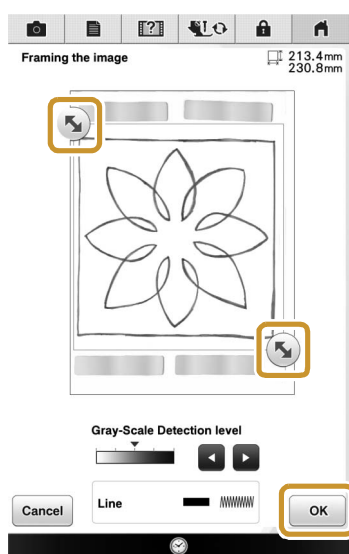 Framing the image
213.4mm
230.8mm
Gray-Scale Detection level
Line
Cancel
OK